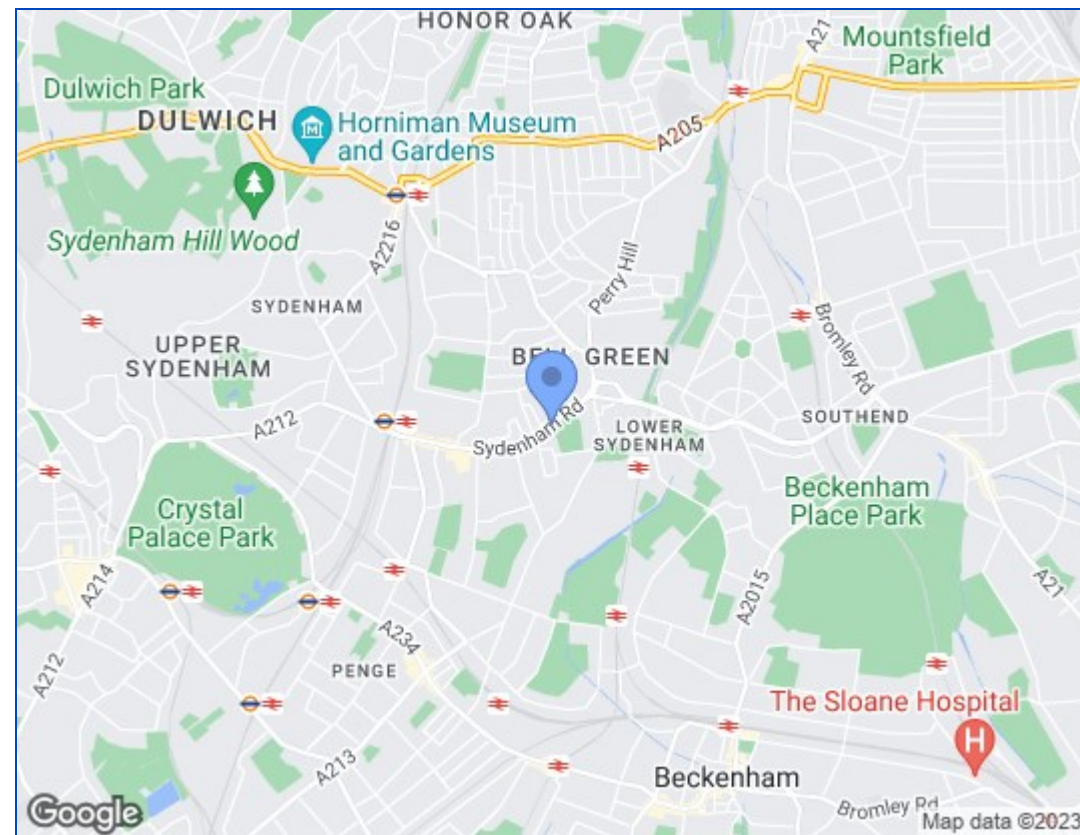 HONOR OAK
A21
Mountsfield
Park
Dulwich Park
DULWICH
Horniman Museum
and Gardens
A205
Sydenham Hill Wood
A2216
Perry Hill
SYDENHAM
Bromley Rd
UPPER
SYDENHAM
BELL GREEN
A212
Sydenham Rd
LOWER
SYDENHAM
SOUTHEND
Crystal
Palace Park
Beckenham
Place Park
A214
A2015
A21
A234
A212
PENGE
The Sloane Hospital
H
A213
Beckenham
Bromley Rd
Google
Map data ©2023